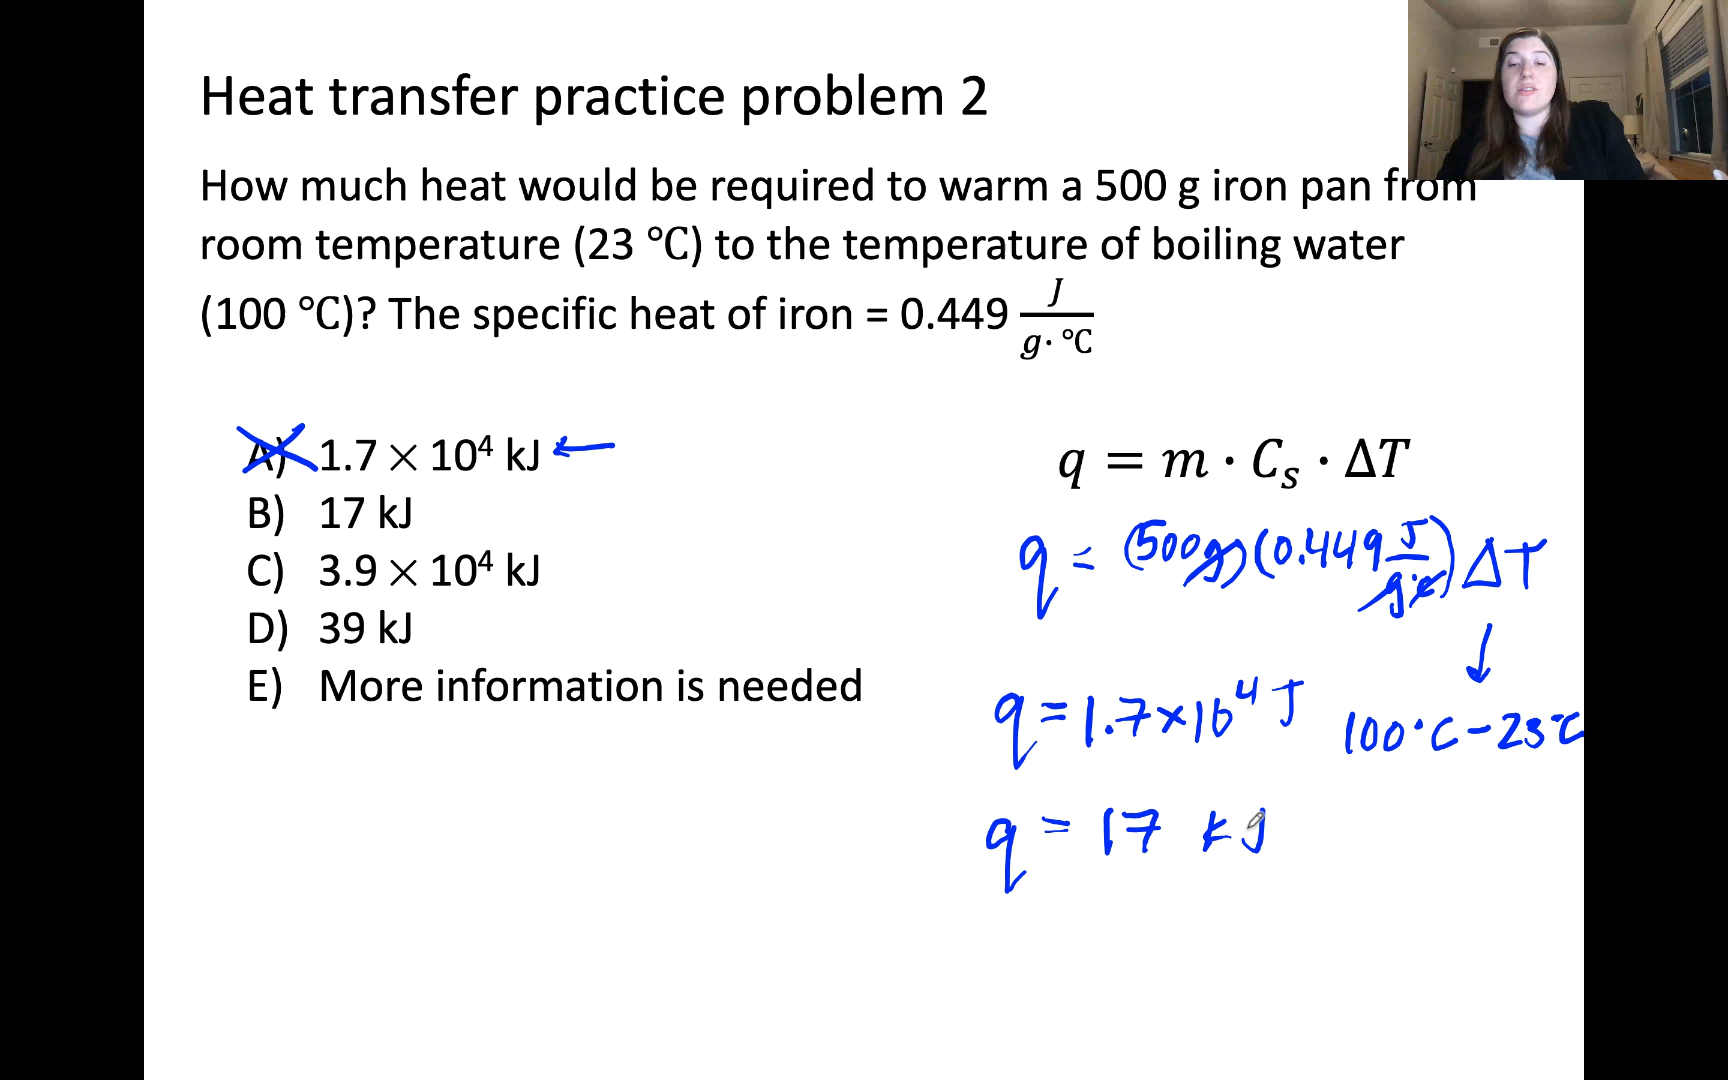 Heat transfer practice problem 2
How much heat would be required to warm a 500 g iron pan from
room temperature (23 °C) to the temperature of boiling water
(100 °C)? The specific heat of iron = 0.449 J/(g· °C)
A) 1.7 × 10⁴ kJ ←
B) 17 kJ
C) 3.9 × 10⁴ kJ
D) 39 kJ
E) More information is needed
q = m · Cₛ · ΔT
q = (500g)(0.449 J/(g°C)) ΔT
↓
100°C - 23°C
q = 1.7×10⁴ J
q = 17 kJ